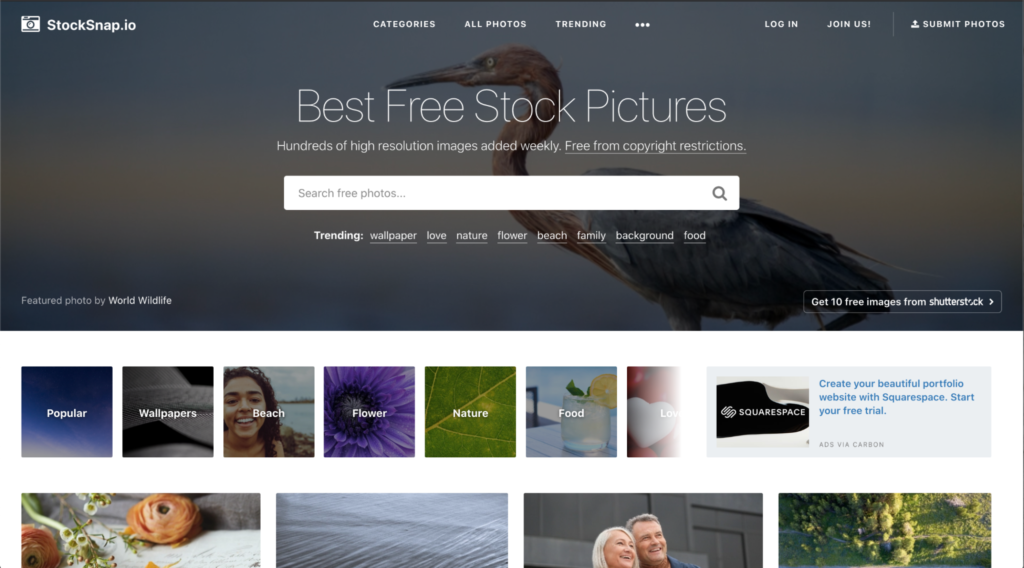 StockSnap.io
CATEGORIES
ALL PHOTOS
TRENDING
•••
LOG IN
JOIN US!
SUBMIT PHOTOS
Best Free Stock Pictures
Hundreds of high resolution images added weekly. Free from copyright restrictions.
Search free photos...
Trending: wallpaper love nature flower beach family background food
Featured photo by World Wildlife
Get 10 free images from shutterstock
Popular
Wallpapers
Beach
Flower
Nature
Food
Lov
SQUARESPACE
Create your beautiful portfolio
website with Squarespace. Start
your free trial.
ADS VIA CARBON